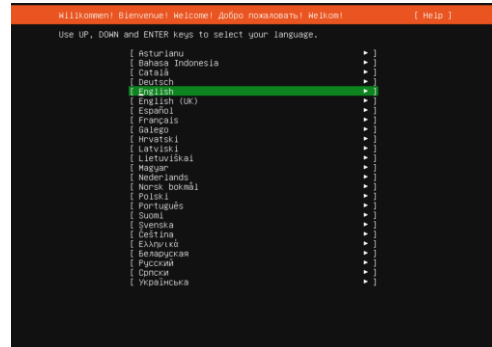 Willkommen! Bienvenue! Welcome! Добро пожаловать! Welkom! [ Help ]
Use UP, DOWN and ENTER keys to select your language.
[ Asturianu ► ]
[ Bahasa Indonesia ► ]
[ Català ► ]
[ Deutsch ► ]
[ English ► ]
[ English (UK) ► ]
[ Español ► ]
[ Français ► ]
[ Galego ► ]
[ Hrvatski ► ]
[ Latviski ► ]
[ Lietuviškai ► ]
[ Magyar ► ]
[ Nederlands ► ]
[ Norsk bokmål ► ]
[ Polski ► ]
[ Português ► ]
[ Suomi ► ]
[ Svenska ► ]
[ Čeština ► ]
[ Ελληνικά ► ]
[ Беларуская ► ]
[ Русский ► ]
[ Српски ► ]
[ Українська ► ]